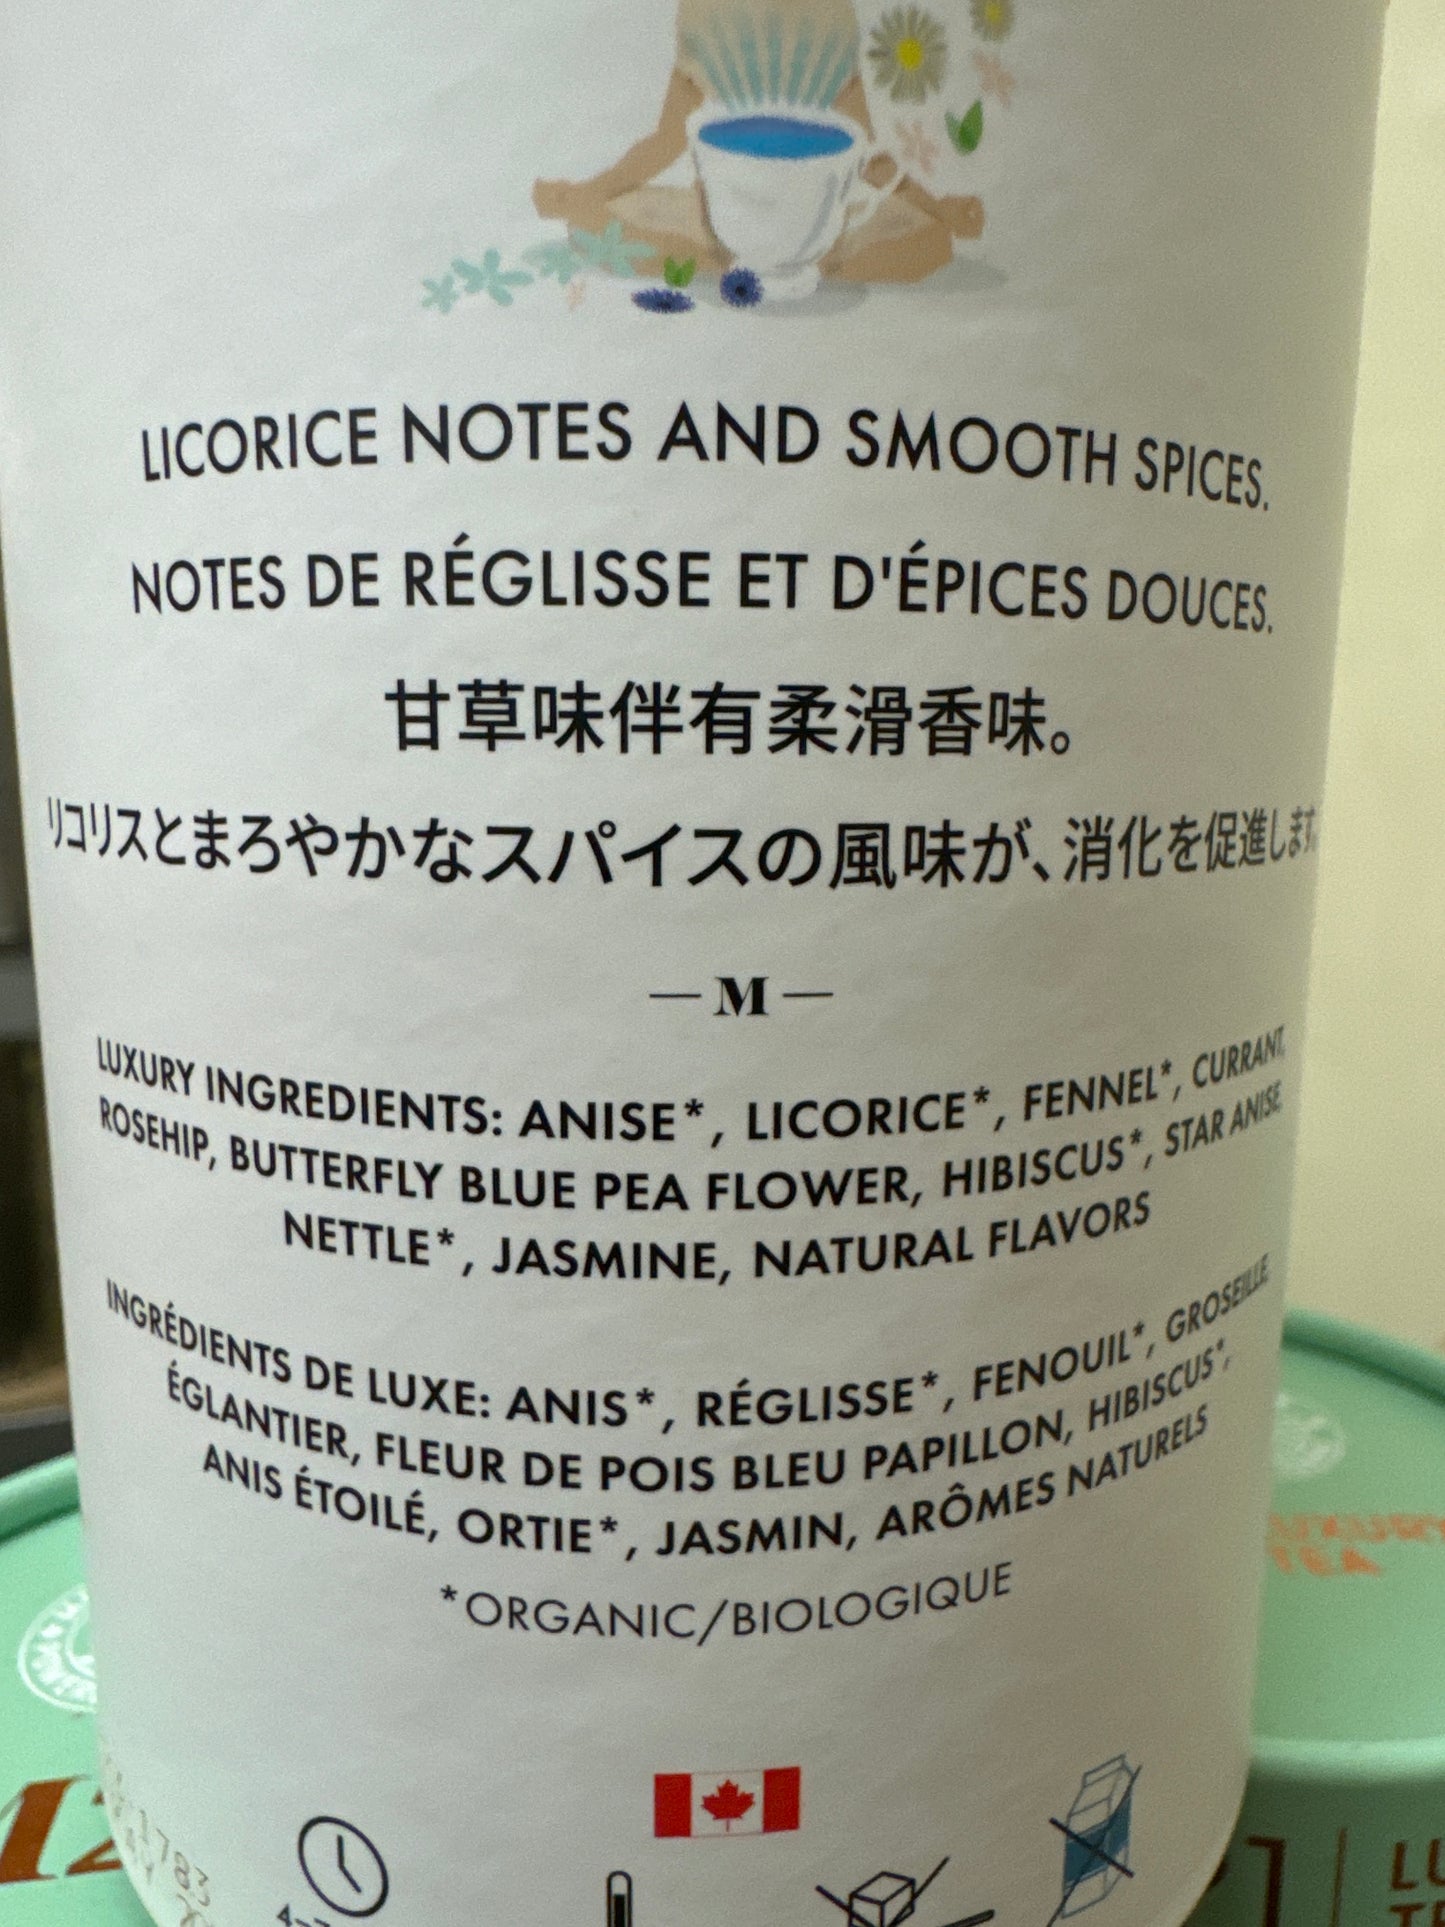 LICORICE NOTES AND SMOOTH SPICES.
NOTES DE RÉGLISSE ET D'ÉPICES DOUCES.
甘草味伴有柔滑香味。
リコリスとまろやかなスパイスの風味が、消化を促進します
— M —
LUXURY INGREDIENTS: ANISE*, LICORICE*, FENNEL*, CURRANT,
ROSEHIP, BUTTERFLY BLUE PEA FLOWER, HIBISCUS*, STAR ANISE,
NETTLE*, JASMINE, NATURAL FLAVORS
INGRÉDIENTS DE LUXE: ANIS*, RÉGLISSE*, FENOUIL*, GROSEILLE,
ÉGLANTIER, FLEUR DE POIS BLEU PAPILLON, HIBISCUS*,
ANIS ÉTOILÉ, ORTIE*, JASMIN, ARÔMES NATURELS
*ORGANIC/BIOLOGIQUE
LUXURY
TEA